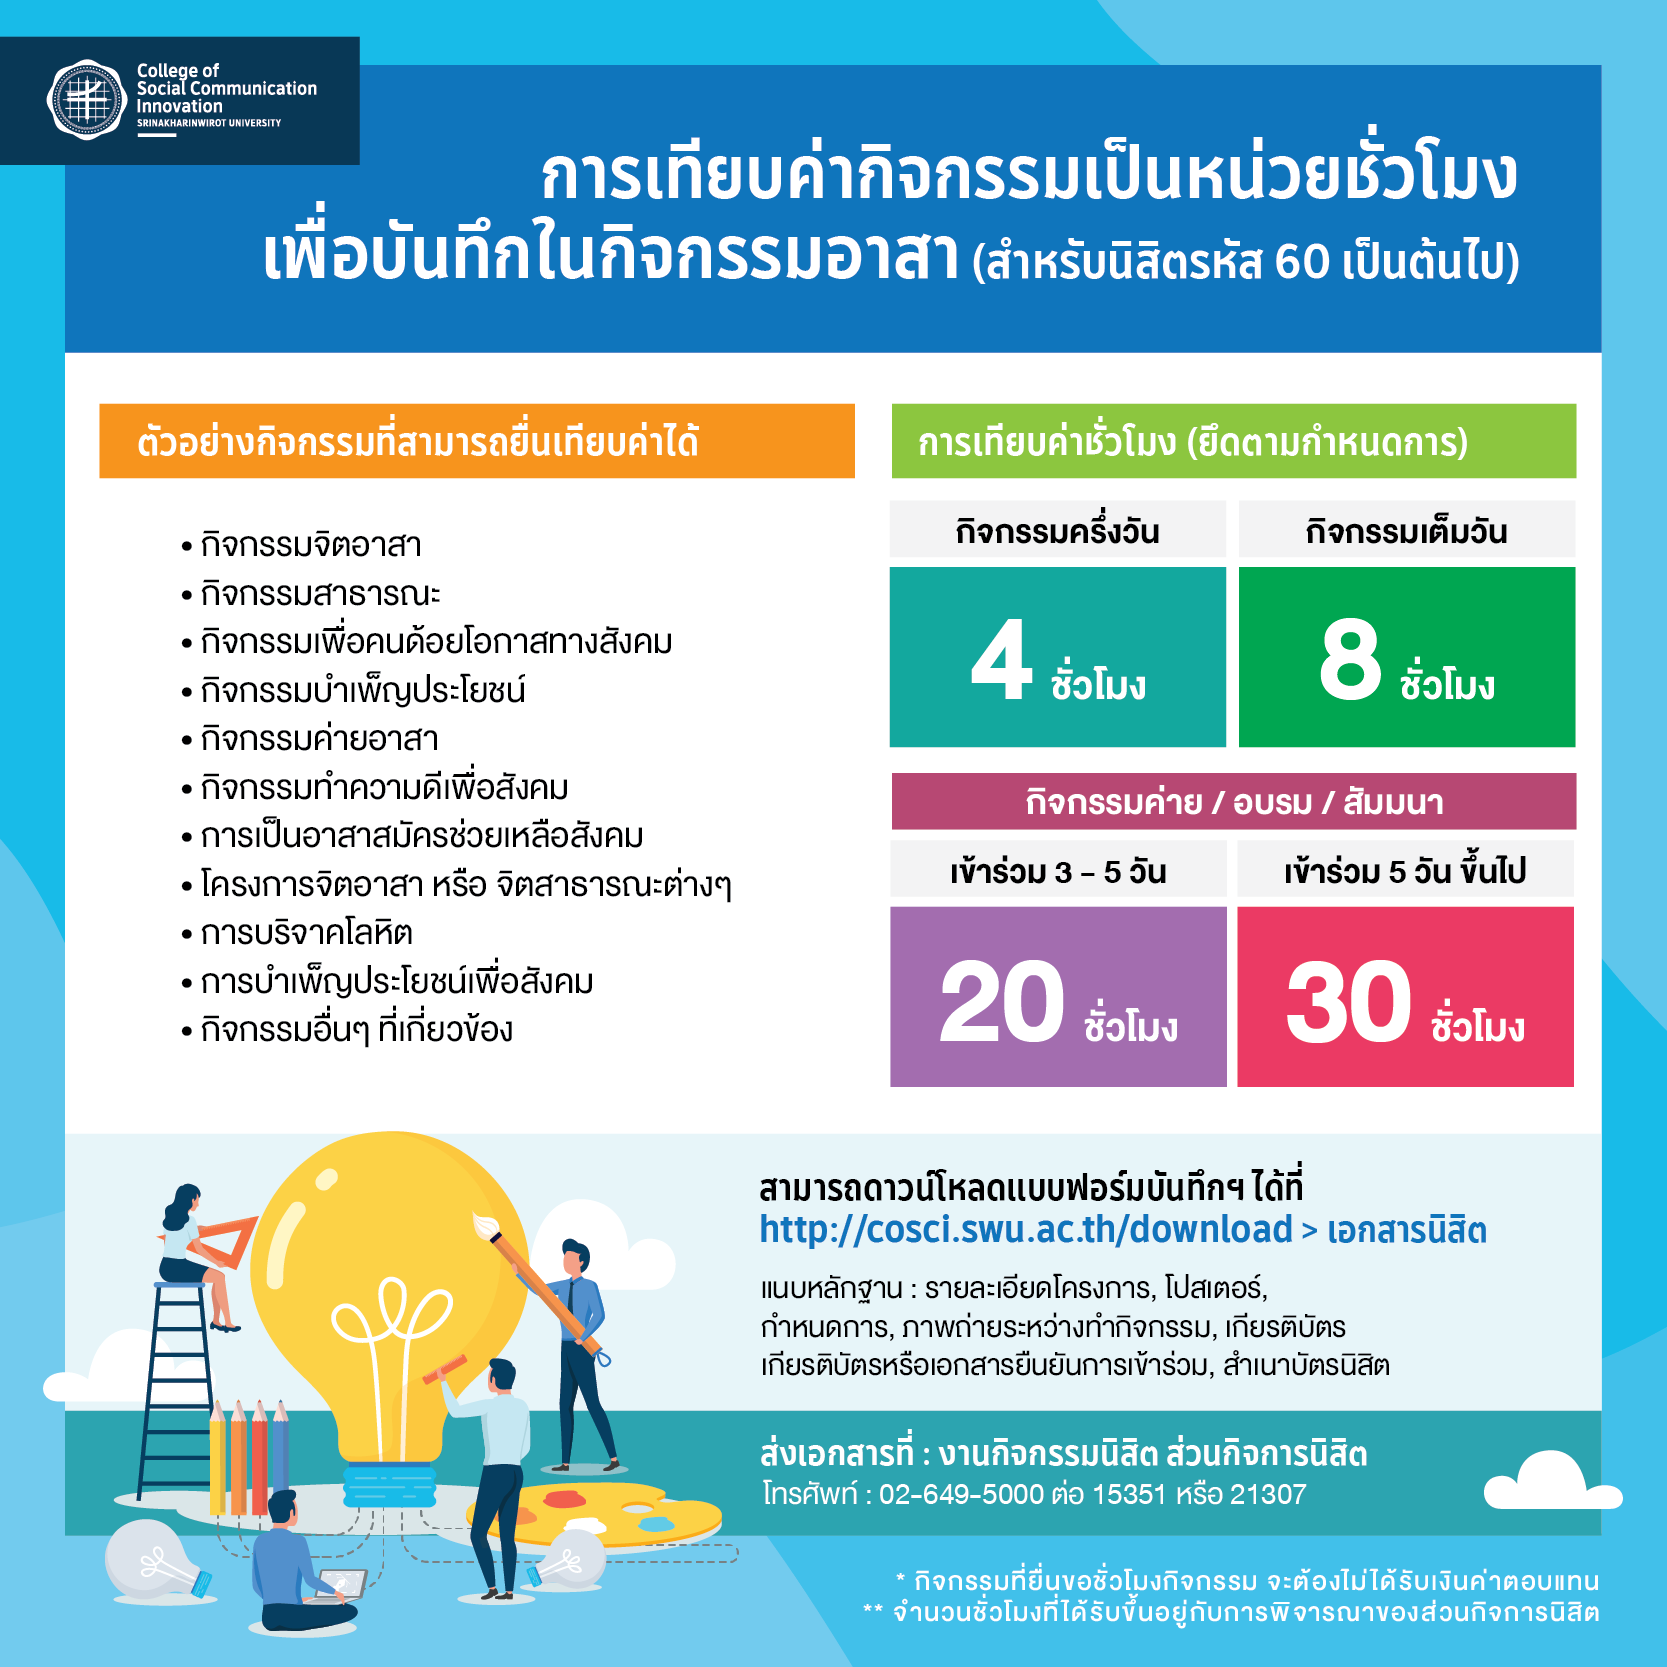 College of
Social Communication
Innovation
SRINAKHARINWIROT UNIVERSITY
การเทียบค่ากิจกรรมเป็นหน่วยชั่วโมง
เพื่อบันทึกในกิจกรรมอาสา (สำหรับนิสิตรหัส 60 เป็นต้นไป)
ตัวอย่างกิจกรรมที่สามารถยื่นเทียบค่าได้
• กิจกรรมจิตอาสา
• กิจกรรมสาธารณะ
• กิจกรรมเพื่อคนด้อยโอกาสทางสังคม
• กิจกรรมบำเพ็ญประโยชน์
• กิจกรรมค่ายอาสา
• กิจกรรมทำความดีเพื่อสังคม
• การเป็นอาสาสมัครช่วยเหลือสังคม
• โครงการจิตอาสา หรือ จิตสาธารณะต่างๆ
• การบริจาคโลหิต
• การบำเพ็ญประโยชน์เพื่อสังคม
• กิจกรรมอื่นๆ ที่เกี่ยวข้อง
การเทียบค่าชั่วโมง (ยึดตามกำหนดการ)
กิจกรรมครึ่งวัน
4 ชั่วโมง
กิจกรรมเต็มวัน
8 ชั่วโมง
กิจกรรมค่าย / อบรม / สัมมนา
เข้าร่วม 3 - 5 วัน
20 ชั่วโมง
เข้าร่วม 5 วัน ขึ้นไป
30 ชั่วโมง
สามารถดาวน์โหลดแบบฟอร์มบันทึกฯ ได้ที่
http://cosci.swu.ac.th/download > เอกสารนิสิต
แนบหลักฐาน : รายละเอียดโครงการ, โปสเตอร์,
กำหนดการ, ภาพถ่ายระหว่างทำกิจกรรม, เกียรติบัตร
เกียรติบัตรหรือเอกสารยืนยันการเข้าร่วม, สำเนาบัตรนิสิต
ส่งเอกสารที่ : งานกิจกรรมนิสิต ส่วนกิจการนิสิต
โทรศัพท์ : 02-649-5000 ต่อ 15351 หรือ 21307
* กิจกรรมที่ยื่นขอชั่วโมงกิจกรรม จะต้องไม่ได้รับเงินค่าตอบแทน
** จำนวนชั่วโมงที่ได้รับขึ้นอยู่กับการพิจารณาของส่วนกิจการนิสิต